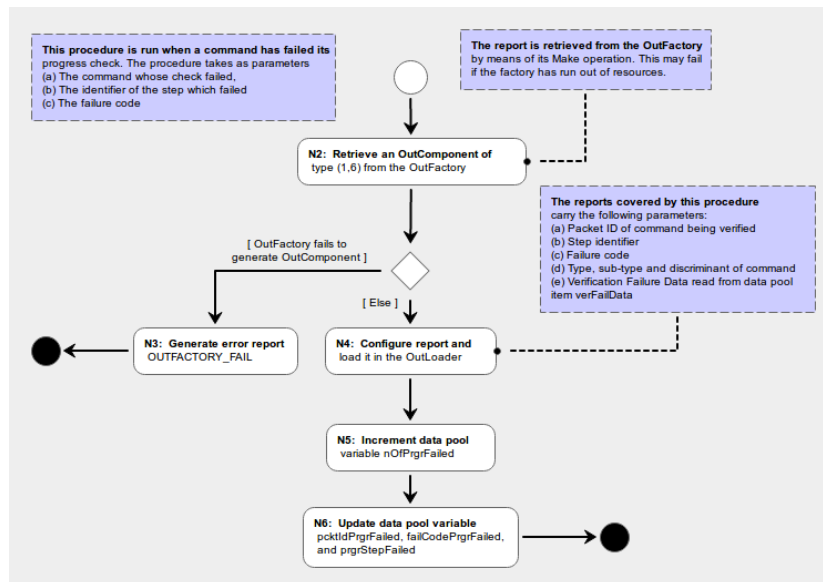 This procedure is run when a command has failed its
progress check. The procedure takes as parameters
(a) The command whose check failed,
(b) The identifier of the step which failed
(c) The failure code
The report is retrieved from the OutFactory
by means of its Make operation. This may fail
if the factory has run out of resources.
N2:  Retrieve an OutComponent of
type (1,6) from the OutFactory
The reports covered by this procedure
carry the following parameters:
(a) Packet ID of command being verified
(b) Step identifier
(c) Failure code
(d) Type, sub-type and discriminant of command
(e) Verification Failure Data read from data pool
item verFailData
[ OutFactory fails to
generate OutComponent ]
[ Else ]
N3:  Generate error report
OUTFACTORY_FAIL
N4:  Configure report and
load it in the OutLoader
N5:  Increment data pool
variable nOfPrgrFailed
N6:  Update data pool variable
pcktIdPrgrFailed, failCodePrgrFailed,
and prgrStepFailed